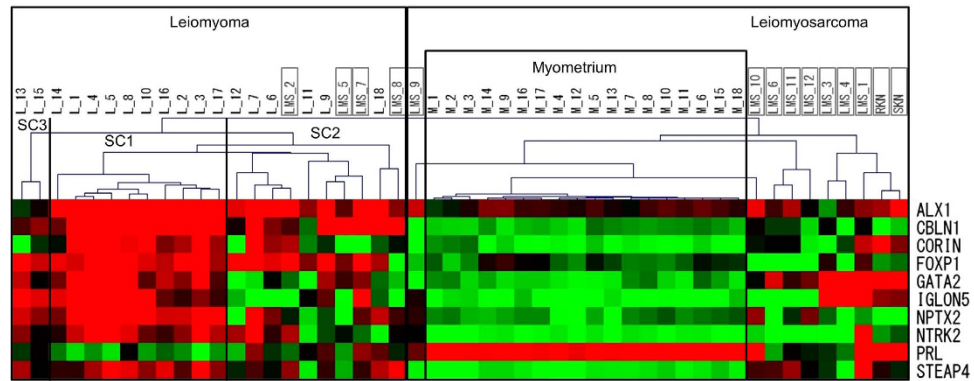 Leiomyoma
Leiomyosarcoma
Myometrium
L_13 L_15 L_14 L_1 L_4 L_5 L_8 L_10 L_16 L_2 L_3 L_17 L_12 L_7 L_6 LMS_2 L_11 L_9 LMS_5 LMS_7 L_18 LMS_8 LMS_9 M_1 M_2 M_3 M_14 M_9 M_16 M_17 M_4 M_12 M_5 M_13 M_7 M_8 M_10 M_11 M_6 M_15 M_18 LMS_10 LMS_6 LMS_11 LMS_12 LMS_3 LMS_4 LMS_1 RKN SKN
SC3
SC1
SC2
ALX1
CBLN1
CORIN
FOXP1
GATA2
IGLON5
NPTX2
NTRK2
PRL
STEAP4